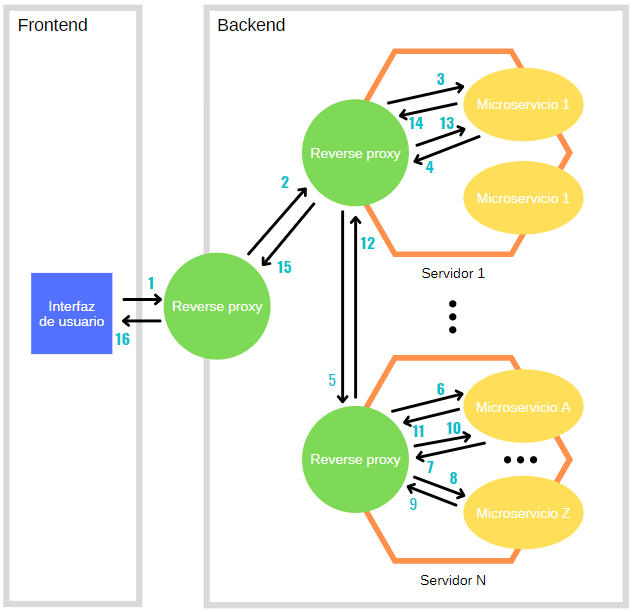 Frontend
Backend
3
Microservicio 1
14
13
Reverse proxy
4
2
Microservicio 1
12
15
Servidor 1
1
Interfaz
de usuario
Reverse proxy
16
5
6
Microservicio A
11
10
Reverse proxy
7
8
9
Microservicio Z
Servidor N